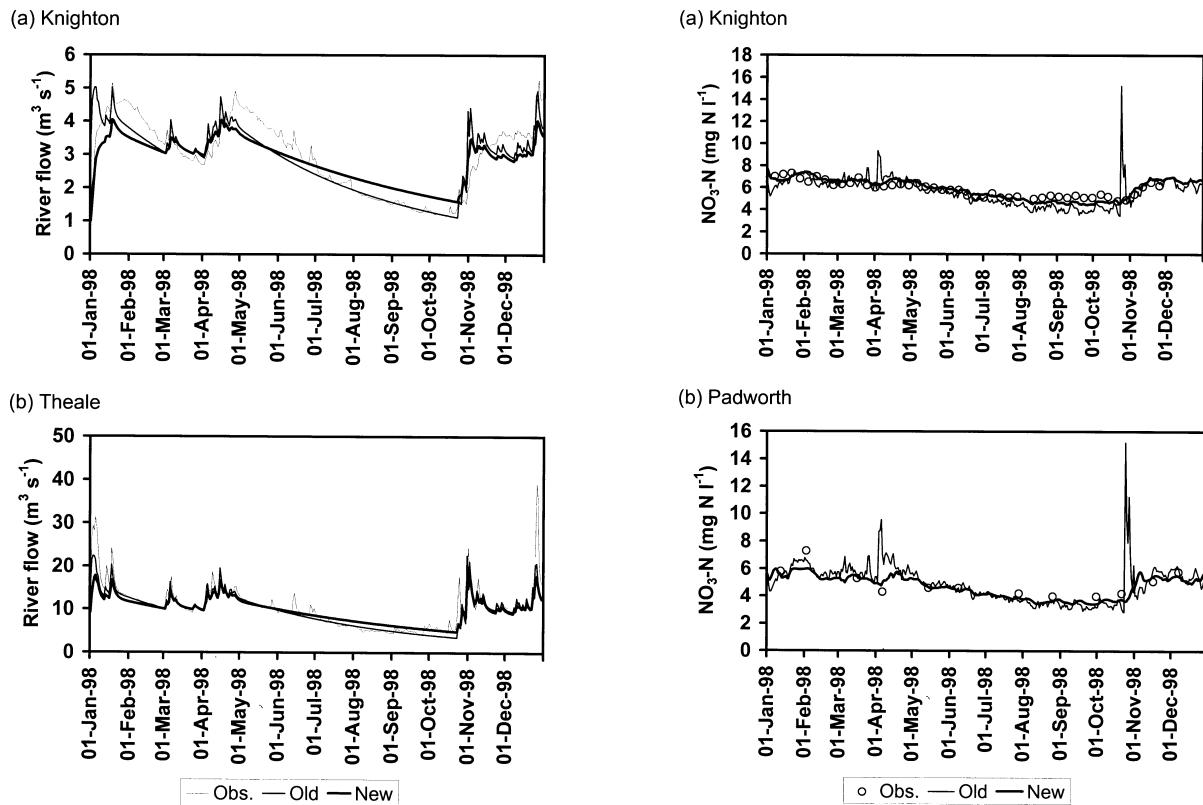 (a) Knighton
River flow (m³ s⁻¹)
6
5
4
3
2
1
0
01-Jan-98
01-Feb-98
01-Mar-98
01-Apr-98
01-May-98
01-Jun-98
01-Jul-98
01-Aug-98
01-Sep-98
01-Oct-98
01-Nov-98
01-Dec-98
(b) Theale
River flow (m³ s⁻¹)
50
40
30
20
10
0
01-Jan-98
01-Feb-98
01-Mar-98
01-Apr-98
01-May-98
01-Jun-98
01-Jul-98
01-Aug-98
01-Sep-98
01-Oct-98
01-Nov-98
01-Dec-98
Obs. Old New
(a) Knighton
NO₃-N (mg N l⁻¹)
18
16
14
12
10
8
6
4
2
0
01-Jan-98
01-Feb-98
01-Mar-98
01-Apr-98
01-May-98
01-Jun-98
01-Jul-98
01-Aug-98
01-Sep-98
01-Oct-98
01-Nov-98
01-Dec-98
(b) Padworth
NO₃-N (mg N l⁻¹)
16
14
12
10
8
6
4
2
0
01-Jan-98
01-Feb-98
01-Mar-98
01-Apr-98
01-May-98
01-Jun-98
01-Jul-98
01-Aug-98
01-Sep-98
01-Oct-98
01-Nov-98
01-Dec-98
Obs. Old New